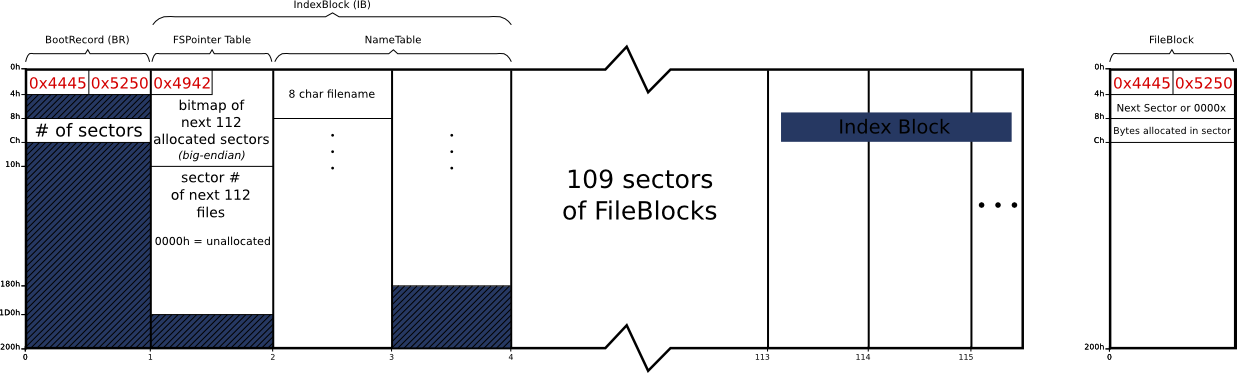 IndexBlock (IB)
BootRecord (BR)
FSPointer Table
NameTable
FileBlock
0h
0x4445
0x5250
0x4942
0h
0x4445
0x5250
4h
8 char filename
4h
bitmap of
next 112
allocated sectors
(big-endian)
Next Sector or 0000x
8h
8h
# of sectors
Index Block
Bytes allocated in sector
Ch
Ch
10h
sector #
of next 112
files
109 sectors
of FileBlocks
0000h = unallocated
180h
100h
200h
200h
0
1
2
3
4
113
114
115
0